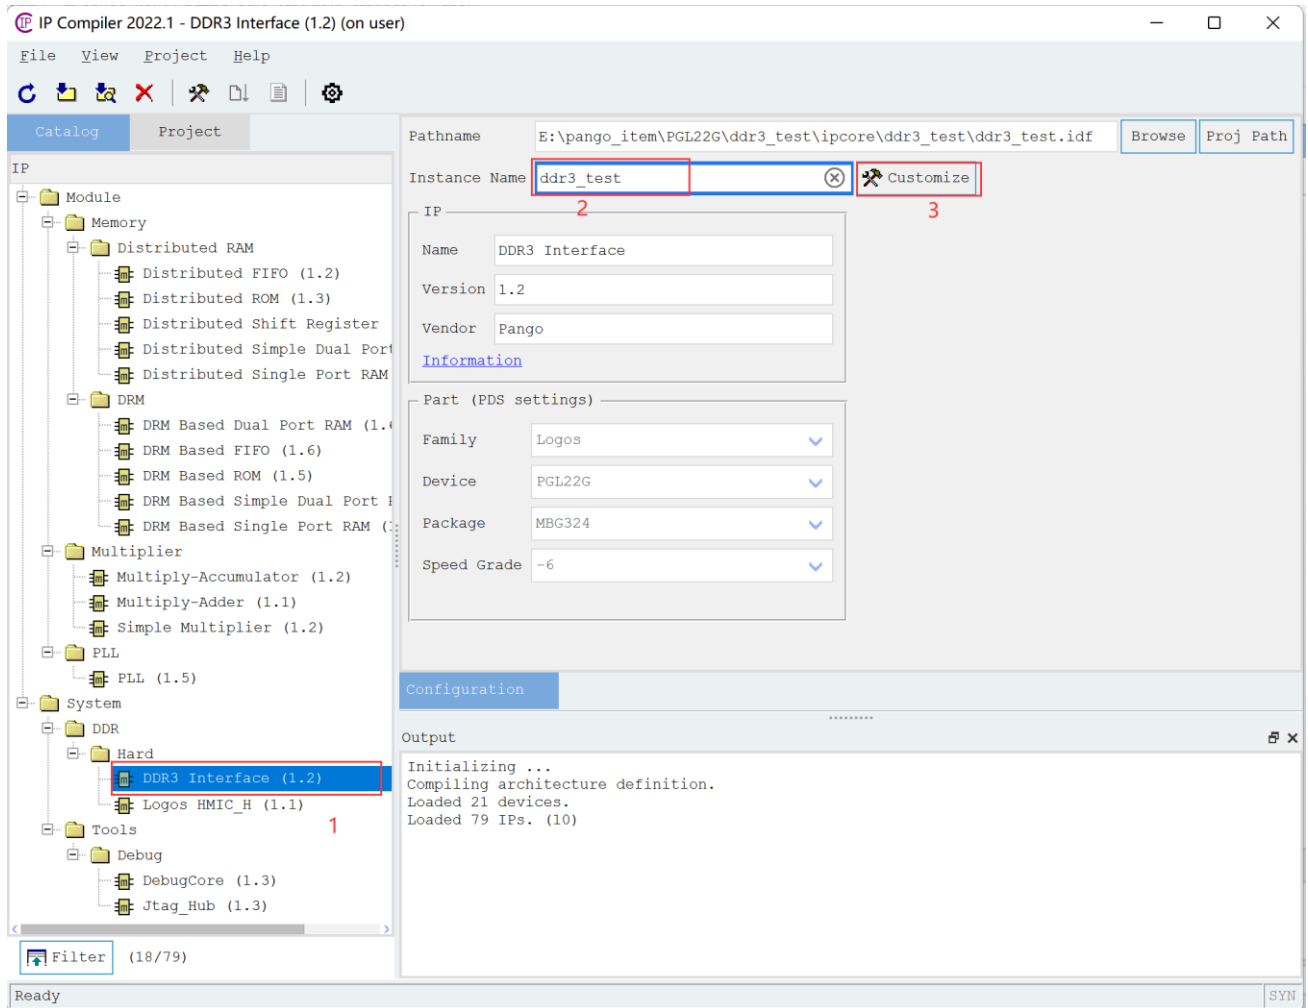 IP Compiler 2022.1 - DDR3 Interface (1.2) (on user)
File View Project Help
Catalog Project
IP
Module
Memory
Distributed RAM
Distributed FIFO (1.2)
Distributed ROM (1.3)
Distributed Shift Register
Distributed Simple Dual Port
Distributed Single Port RAM
DRM
DRM Based Dual Port RAM (1.
DRM Based FIFO (1.6)
DRM Based ROM (1.5)
DRM Based Simple Dual Port
DRM Based Single Port RAM (
Multiplier
Multiply-Accumulator (1.2)
Multiply-Adder (1.1)
Simple Multiplier (1.2)
PLL
PLL (1.5)
System
DDR
Hard
DDR3 Interface (1.2)
Logos HMIC_H (1.1)
1
Tools
Debug
DebugCore (1.3)
Jtag_Hub (1.3)
Filter (18/79)
Pathname E:\pango_item\PGL22G\ddr3_test\ipcore\ddr3_test\ddr3_test.idf Browse Proj Path
Instance Name ddr3_test Customize
2 3
IP
Name DDR3 Interface
Version 1.2
Vendor Pango
Information
Part (PDS settings)
Family Logos
Device PGL22G
Package MBG324
Speed Grade -6
Configuration
Output
Initializing ...
Compiling architecture definition.
Loaded 21 devices.
Loaded 79 IPs. (10)
Ready SYN